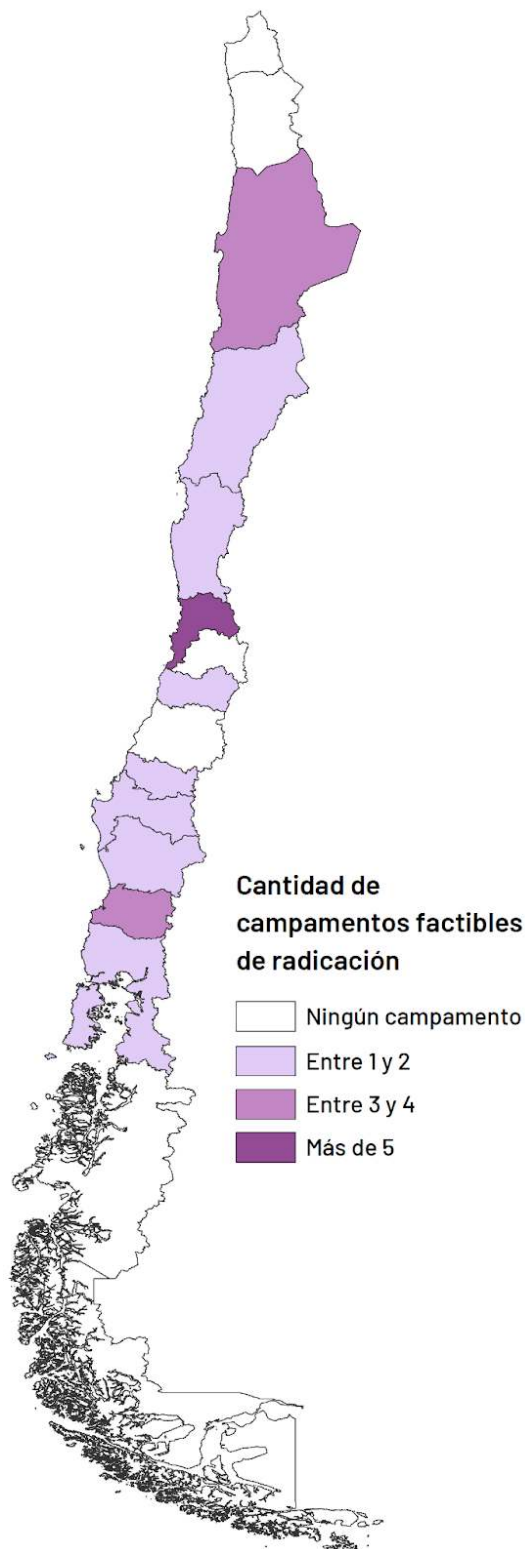 Cantidad de
campamentos factibles
de radicación
Ningún campamento
Entre 1 y 2
Entre 3 y 4
Más de 5